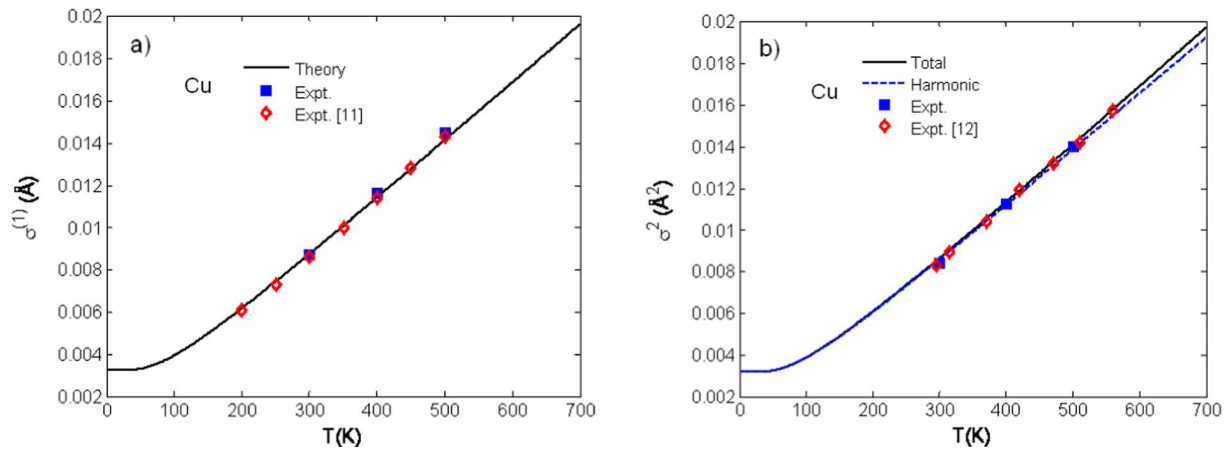 0.02
0.018
0.016
0.014
0.012
0.01
0.008
0.006
0.004
0.002
σ(1) (Å)
a)
Cu
Theory
Expt.
Expt. [11]
0 100 200 300 400 500 600 700
T(K)
0.02
0.018
0.016
0.014
0.012
0.01
0.008
0.006
0.004
0.002
σ2 (Å2)
b)
Cu
Total
Harmonic
Expt.
Expt. [12]
0 100 200 300 400 500 600 700
T(K)